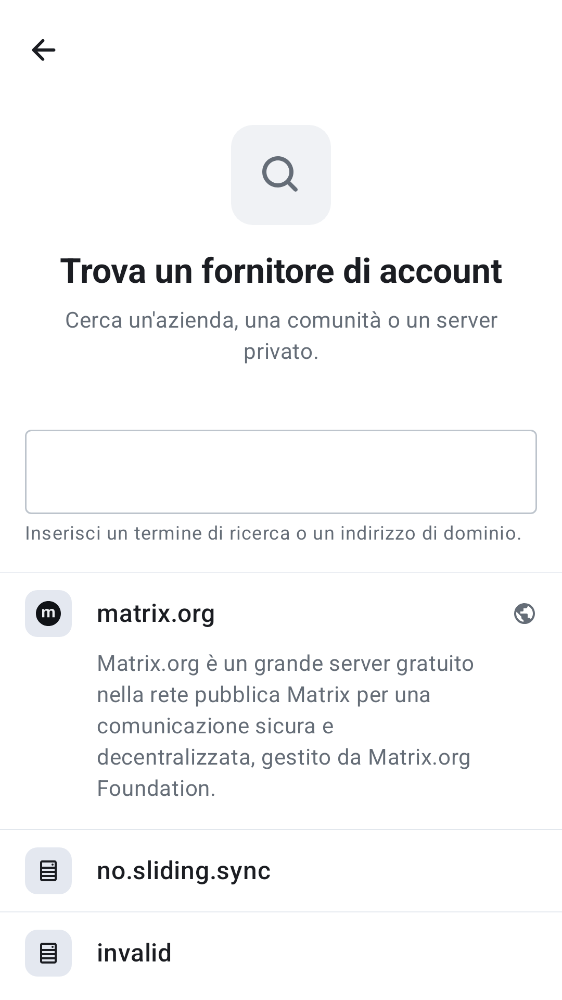 Trova un fornitore di account
Cerca un'azienda, una comunità o un server
privato.
Inserisci un termine di ricerca o un indirizzo di dominio.
m
matrix.org
Matrix.org è un grande server gratuito
nella rete pubblica Matrix per una
comunicazione sicura e
decentralizzata, gestito da Matrix.org
Foundation.
no.sliding.sync
invalid